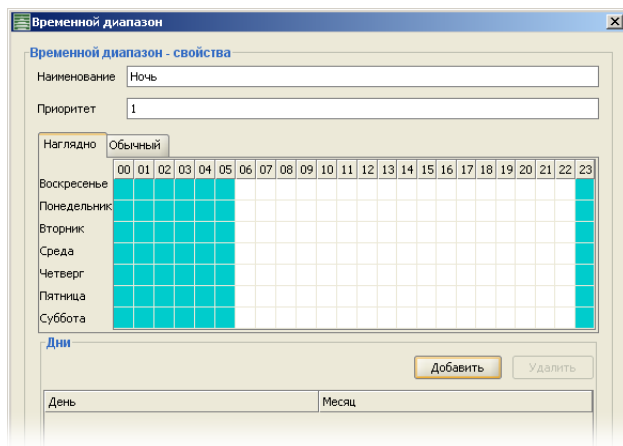 Временной диапазон
Временной диапазон - свойства
Наименование Ночь
Приоритет 1
Наглядно Обычный
00 01 02 03 04 05 06 07 08 09 10 11 12 13 14 15 16 17 18 19 20 21 22 23
Воскресенье
Понедельник
Вторник
Среда
Четверг
Пятница
Суббота
Дни
Добавить Удалить
День Месяц